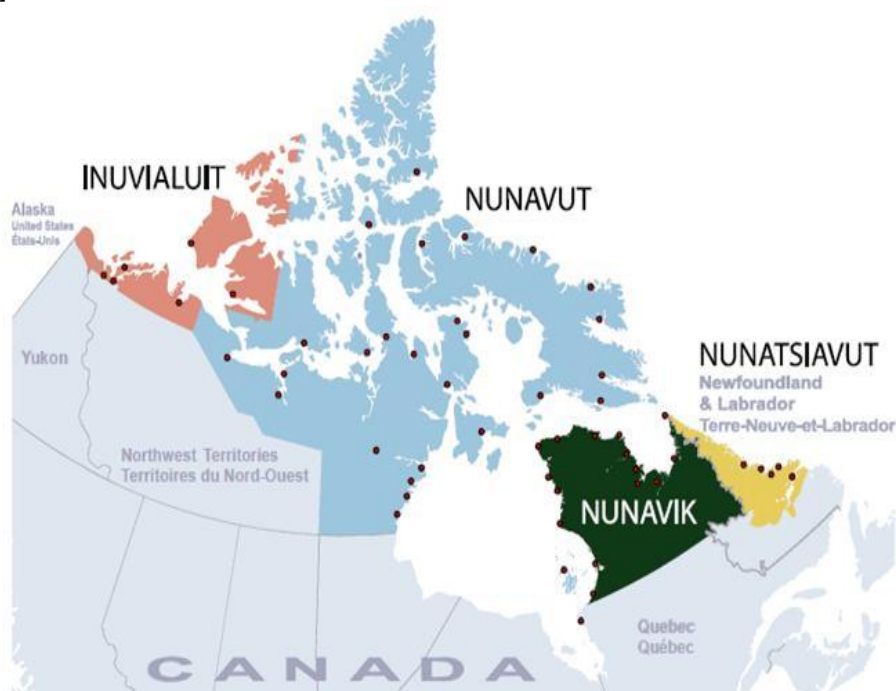 INUVIALUIT
NUNAVUT
Alaska
United States
États-Unis
Yukon
NUNATSIAVUT
Newfoundland
& Labrador
Terre-Neuve-et-Labrador
Northwest Territories
Territoires du Nord-Ouest
NUNAVIK
Quebec
Québec
CANADA